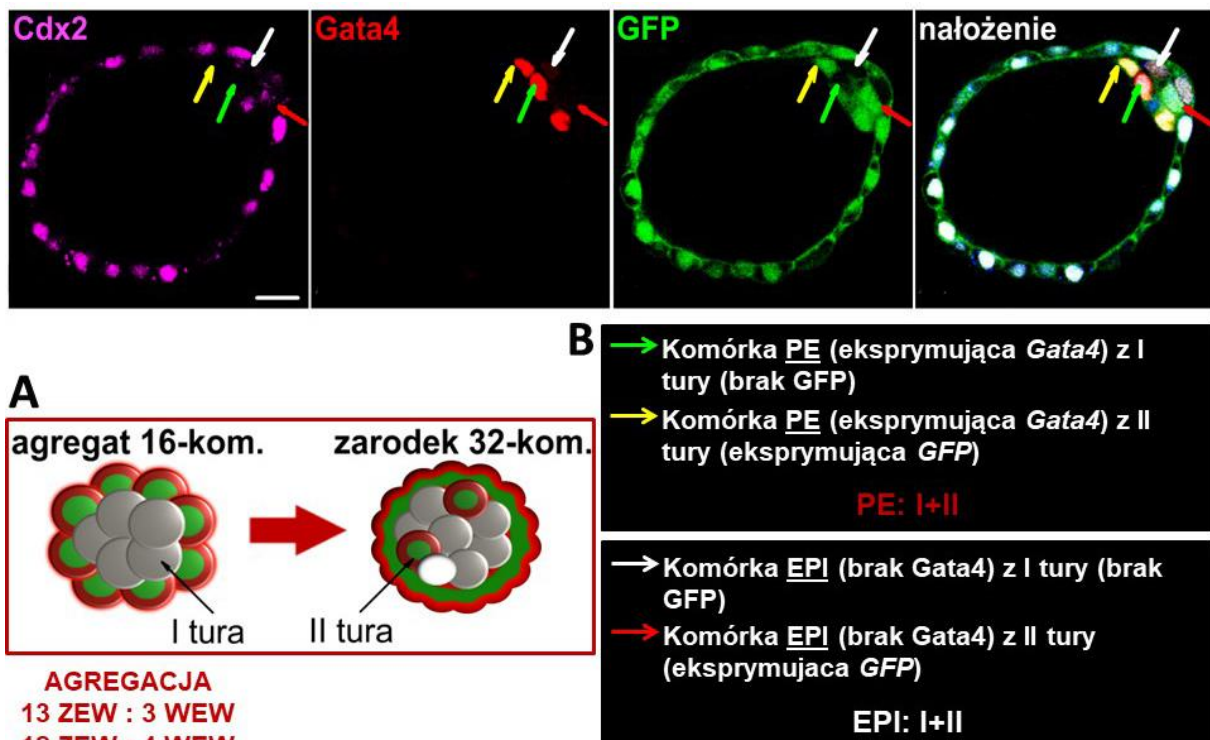 Cdx2
Gata4
GFP
nałożenie
A
agregat 16-kom.
zarodek 32-kom.
I tura
II tura
AGREGACJA
13 ZEW : 3 WEW
B
Komórka PE (eksprymująca Gata4) z I
tury (brak GFP)
Komórka PE (eksprymująca Gata4) z II
tury (eksprymująca GFP)
PE: I+II
Komórka EPI (brak Gata4) z I tury (brak
GFP)
Komórka EPI (brak Gata4) z II tury
(eksprymujaca GFP)
EPI: I+II